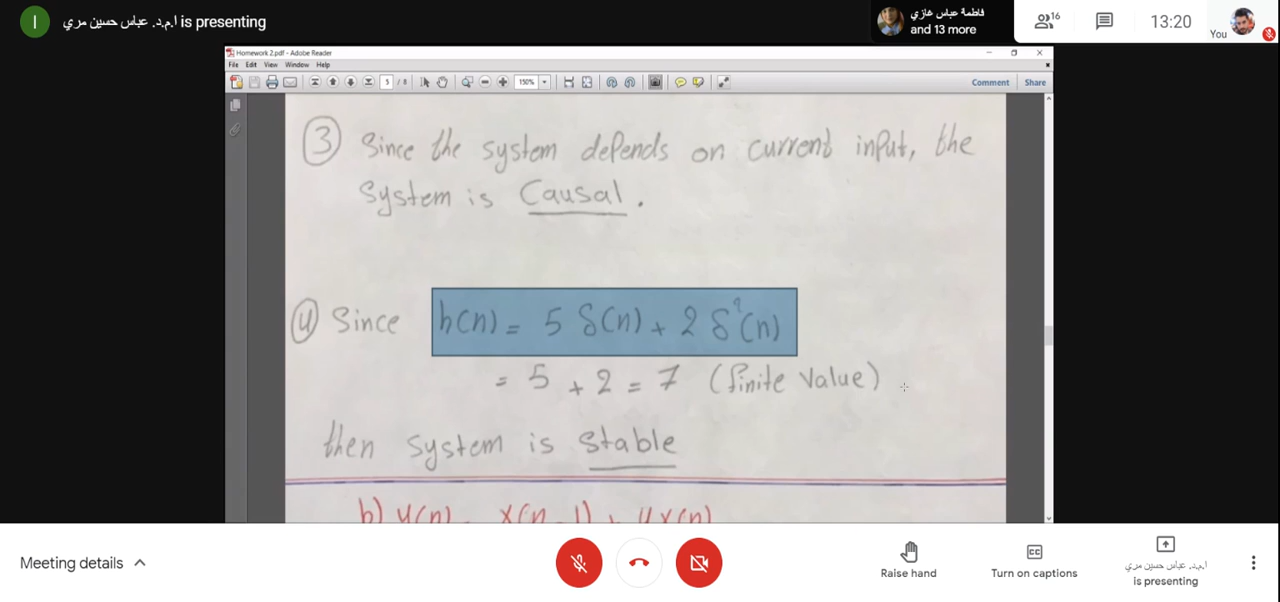 I
ا.م.د. عباس حسين مري is presenting
فاطمة عباس غازي
and 13 more
16
13:20
You
Homework 2.pdf - Adobe Reader
File Edit View Window Help
5 / 8 150% Comment Share
3 Since the system depends on current input, the
System is Causal.
4 Since h(n) = 5 δ(n) + 2 δ²(n)
= 5 + 2 = 7 (finite value)
then system is stable
b) y(n) = x(n-1) + 4x(n)
Meeting details
Raise hand
Turn on captions
ا.م.د. عباس حسين مري
is presenting